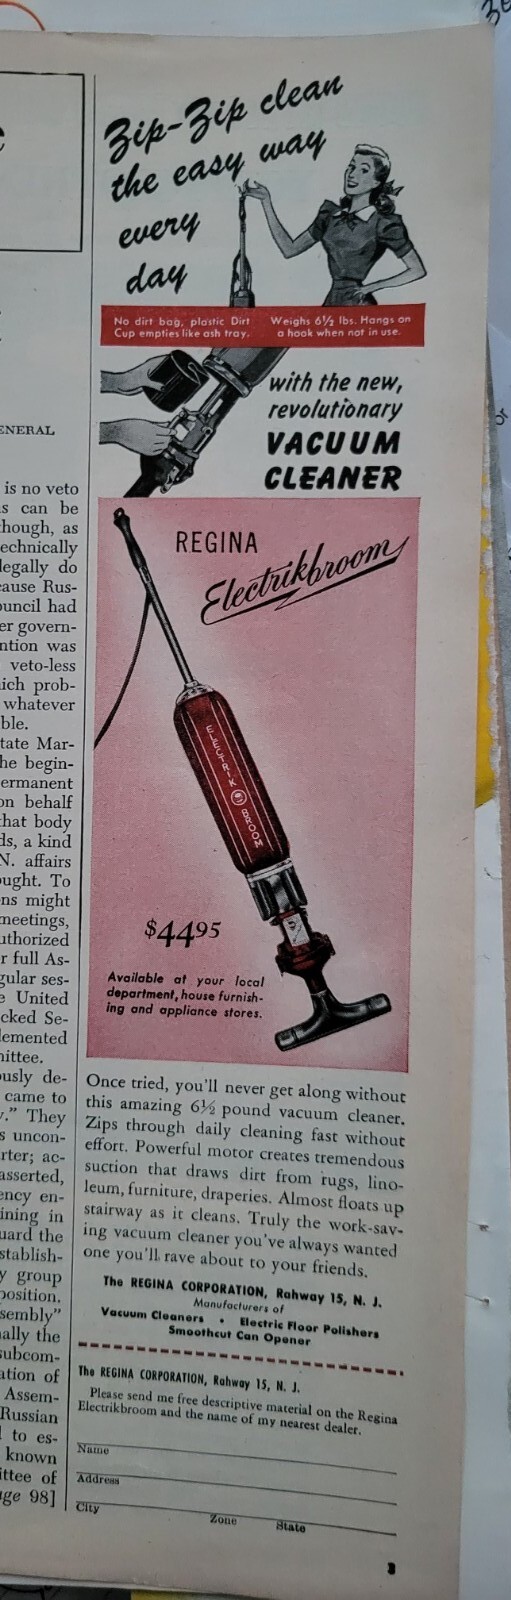 Zip-Zip clean
the easy way
every
day
No dirt bag, plastic Dirt
Cup empties like ash tray.
Weighs 6½ lbs. Hangs on
a hook when not in use.
with the new,
revolutionary
VACUUM
CLEANER
REGINA
Electrikbroom
ELECTRIK BROOM
$44.95
Available at your local
department, house furnish-
ing and appliance stores.
Once tried, you'll never get along without
this amazing 6½ pound vacuum cleaner.
Zips through daily cleaning fast without
effort. Powerful motor creates tremendous
suction that draws dirt from rugs, lino-
leum, furniture, draperies. Almost floats up
stairway as it cleans. Truly the work-sav-
ing vacuum cleaner you've always wanted
one you'll rave about to your friends.
The REGINA CORPORATION, Rahway 15, N. J.
Manufacturers of
Vacuum Cleaners • Electric Floor Polishers
Smoothcut Can Opener
The REGINA CORPORATION, Rahway 15, N. J.
Please send me free descriptive material on the Regina
Electrikbroom and the name of my nearest dealer.
Name
Address
City Zone State
3
ENERAL
is no veto
s can be
though, as
technically
legally do
cause Rus-
ouncil had
er govern-
ntion was
veto-less
ich prob-
whatever
ble.
tate Mar-
he begin-
ermanent
on behalf
that body
ds, a kind
N. affairs
ought. To
ons might
meetings,
uthorized
r full As-
gular ses-
e United
cked Se-
lemented
mittee.
ously de-
came to
y." They
s uncon-
rter; ac-
asserted,
ency en-
ining in
uard the
stablish-
y group
position.
sembly"
nally the
subcom-
ation of
Assem-
Russian
to es-
known
ittee of
age 98]